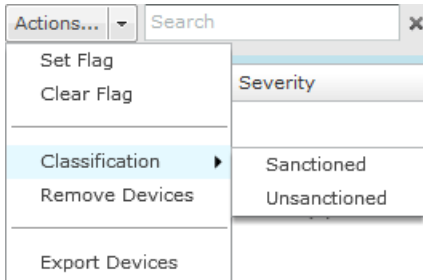 Actions...
Search
Set Flag
Clear Flag
Severity
Classification
Sanctioned
Remove Devices
Unsanctioned
Export Devices